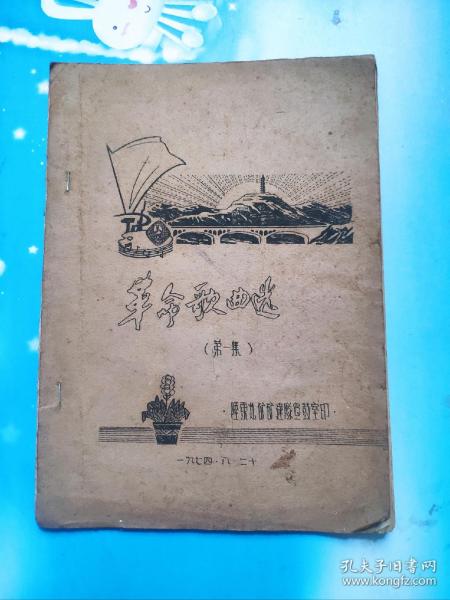 革命歌曲选
（第一集）
一九七四·八·二十
孔夫子旧书网
www.kongfz.com